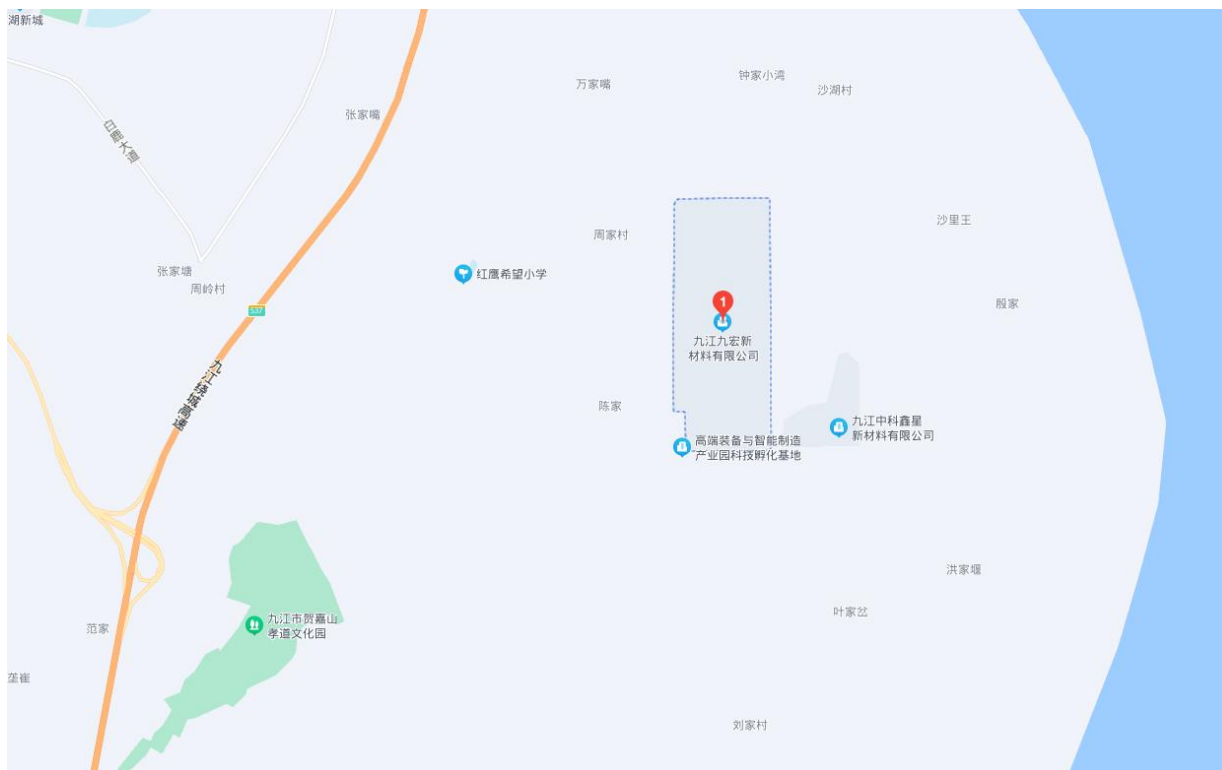 湖新城
钟家小湾
万家嘴
沙湖村
张家嘴
白鹿大道
沙里王
周家村
张家塘
红鹰希望小学
周岭村
1
殷家
S37
九江九宏新
材料有限公司
九江绕城高速
陈家
九江中科鑫星
新材料有限公司
高端装备与智能制造
产业园科技孵化基地
洪家堰
叶家岔
九江市贺嘉山
孝道文化园
范家
垄崔
刘家村